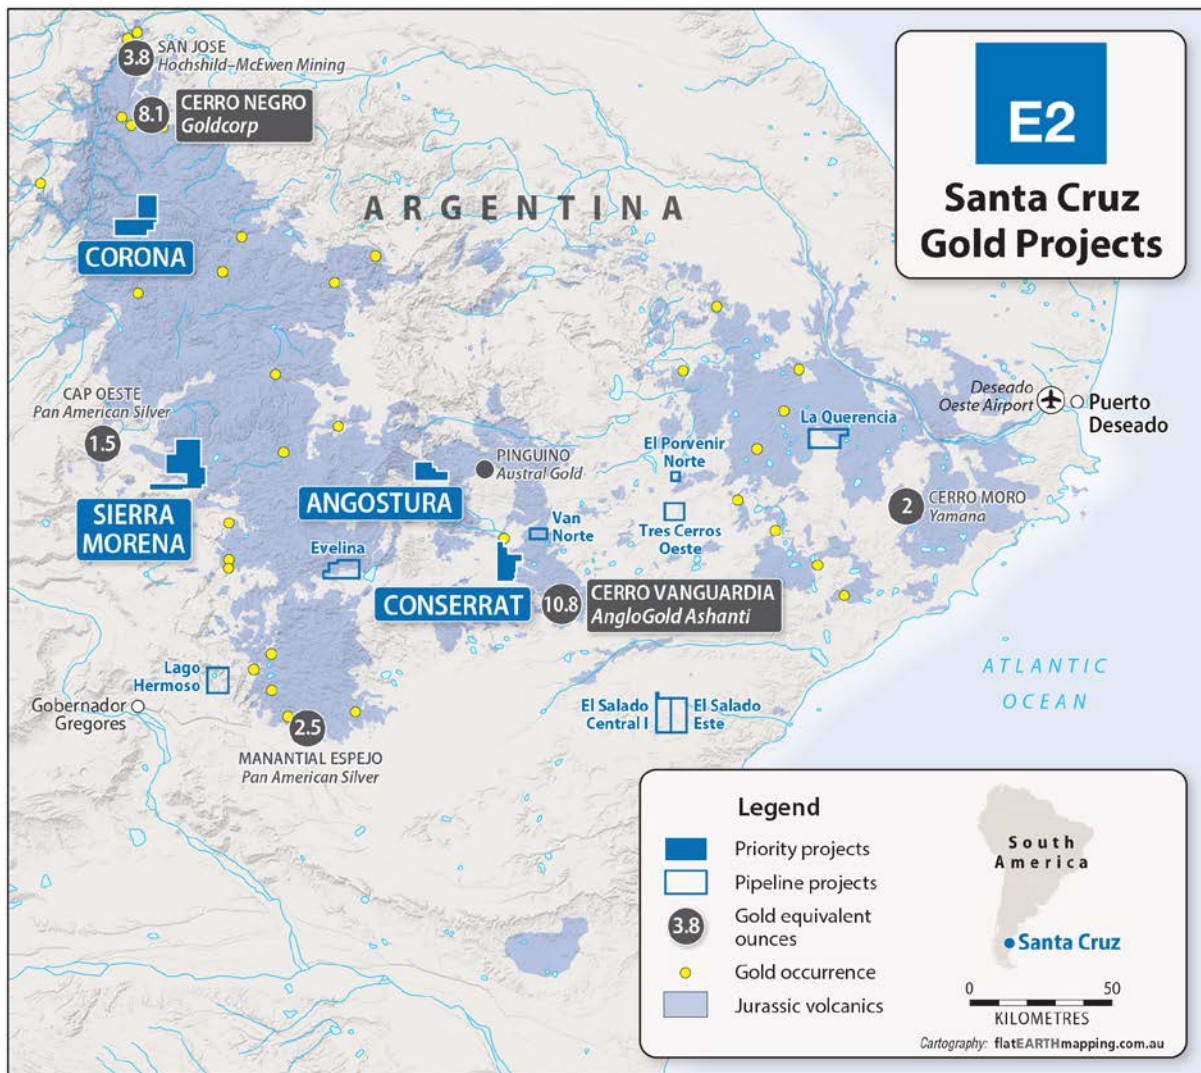 E2
Santa Cruz
Gold Projects
3.8
SAN JOSE
Hochshild–McEwen Mining
8.1
CERRO NEGRO
Goldcorp
ARGENTINA
CORONA
CAP OESTE
Pan American Silver
1.5
SIERRA
MORENA
ANGOSTURA
PINGUINO
Austral Gold
El Porvenir
Norte
La Querencia
Deseado
Oeste Airport
Puerto
Deseado
2
CERRO MORO
Yamana
Tres Cerros
Oeste
Van
Norte
Evelina
CONSERRAT
10.8
CERRO VANGUARDIA
AngloGold Ashanti
Lago
Hermoso
Gobernador
Gregores
2.5
MANANTIAL ESPEJO
Pan American Silver
El Salado
Central I
El Salado
Este
ATLANTIC
OCEAN
Legend
Priority projects
Pipeline projects
3.8
Gold equivalent
ounces
Gold occurrence
Jurassic volcanics
South
America
Santa Cruz
0 50
KILOMETRES
Cartography: flatEARTHmapping.com.au